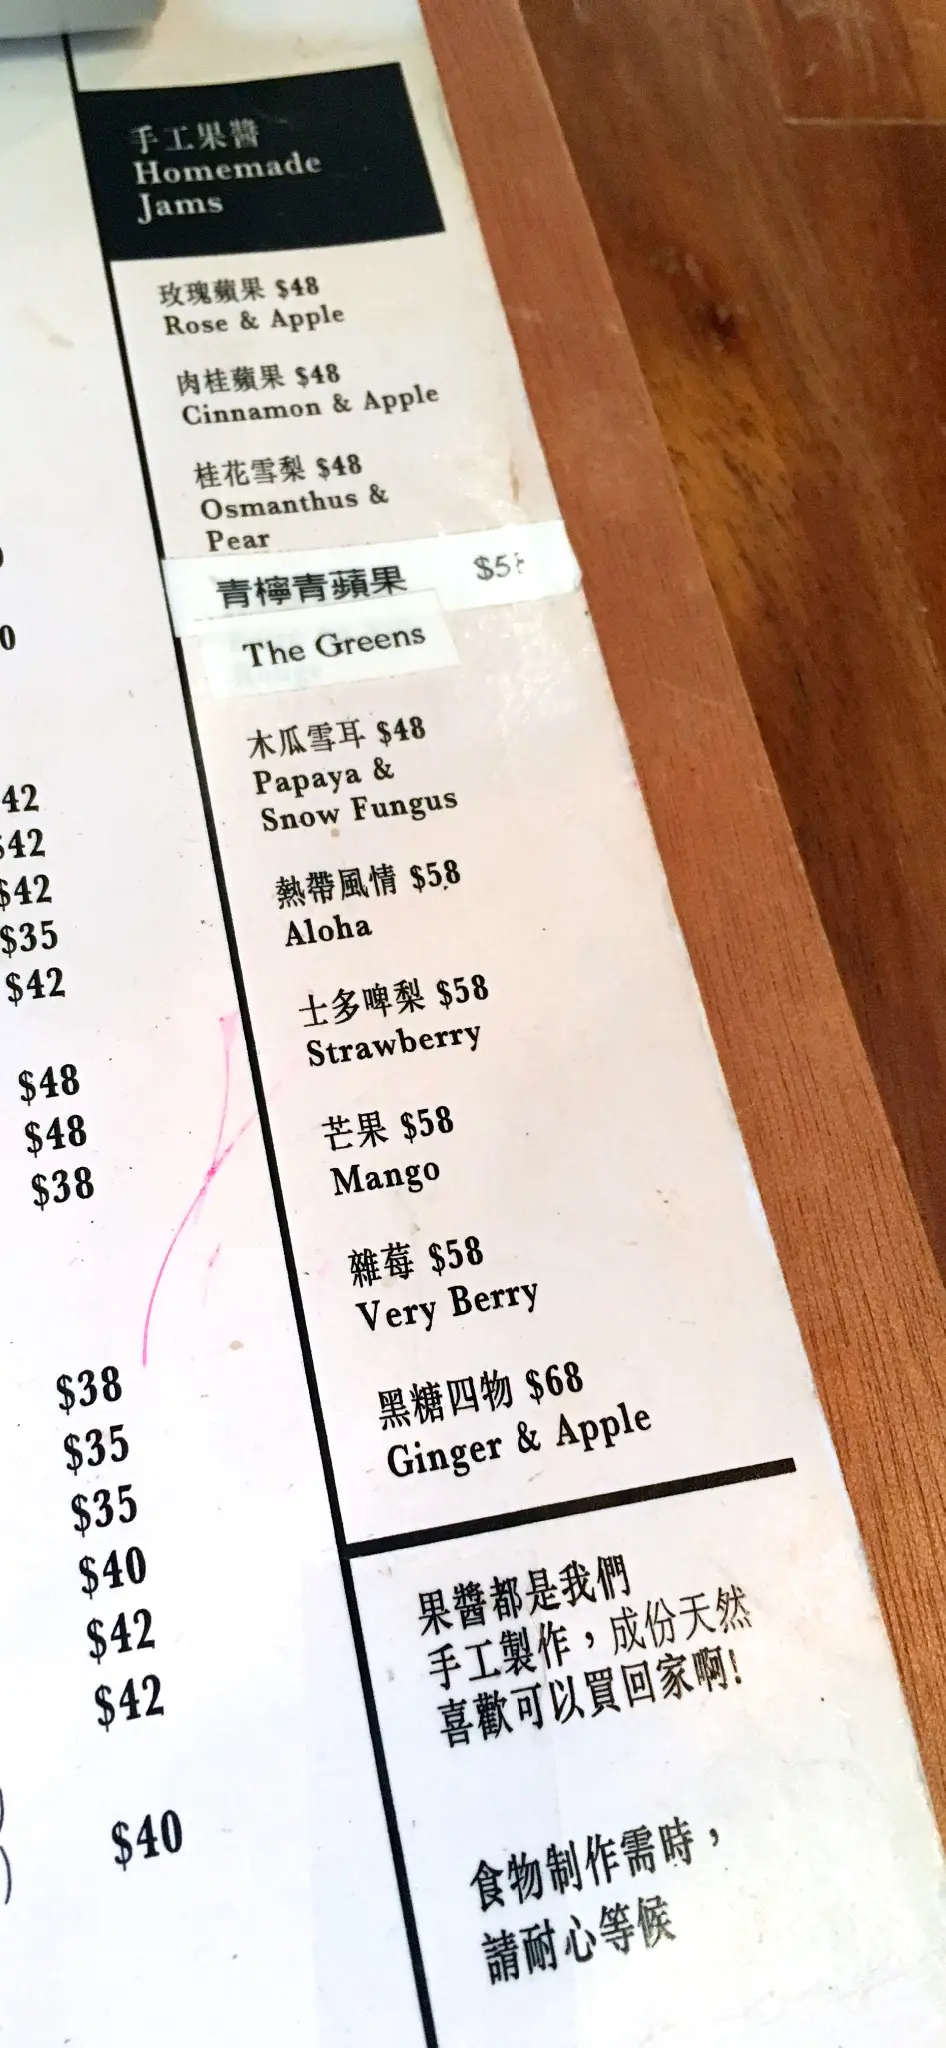 手工果醬
Homemade
Jams
玫瑰蘋果 $48
Rose & Apple
肉桂蘋果 $48
Cinnamon & Apple
桂花雪梨 $48
Osmanthus &
Pear
青檸青蘋果
The Greens
木瓜雪耳 $48
Papaya &
Snow Fungus
熱帶風情 $58
Aloha
士多啤梨 $58
Strawberry
芒果 $58
Mango
雜莓 $58
Very Berry
黑糖四物 $68
Ginger & Apple
果醬都是我們
手工製作，成份天然
喜歡可以買回家啊!
食物制作需時，
請耐心等候
$42
$35
$42
$48
$48
$38
$38
$35
$35
$40
$42
$42
$40